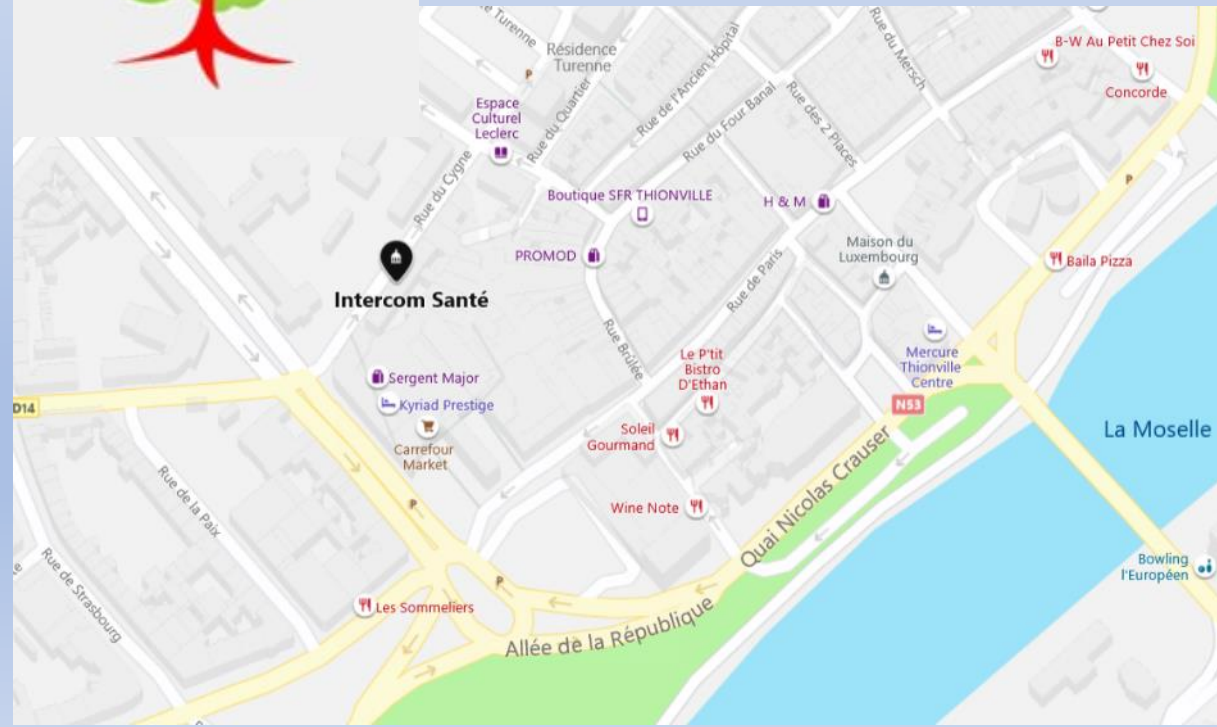 Turenne
Résidence
Turenne
Rue du Quartier
Rue de l'Ancien Hôpital
Rue du Mersch
La
B-W Au Petit Chez Soi
Concorde
P
Espace
Culturel
Leclerc
Rue du Four Banal
Rue des 2 Places
Rue du Cygne
P
Boutique SFR THIONVILLE
H & M
PROMOD
Maison du
Luxembourg
Baila Pizza
Rue de Paris
Intercom Santé
Rue Brûlée
Le P'tit
Bistro
D'Ethan
Mercure
Thionville
Centre
Sergent Major
Kyriad Prestige
Carrefour
Market
D14
N53
Soleil
Gourmand
La Moselle
Rue de la Paix
P
Wine Note
Quai Nicolas Crauser
Rue de Strasbourg
P
Bowling
l'Européen
Les Sommeliers
Allée de la République